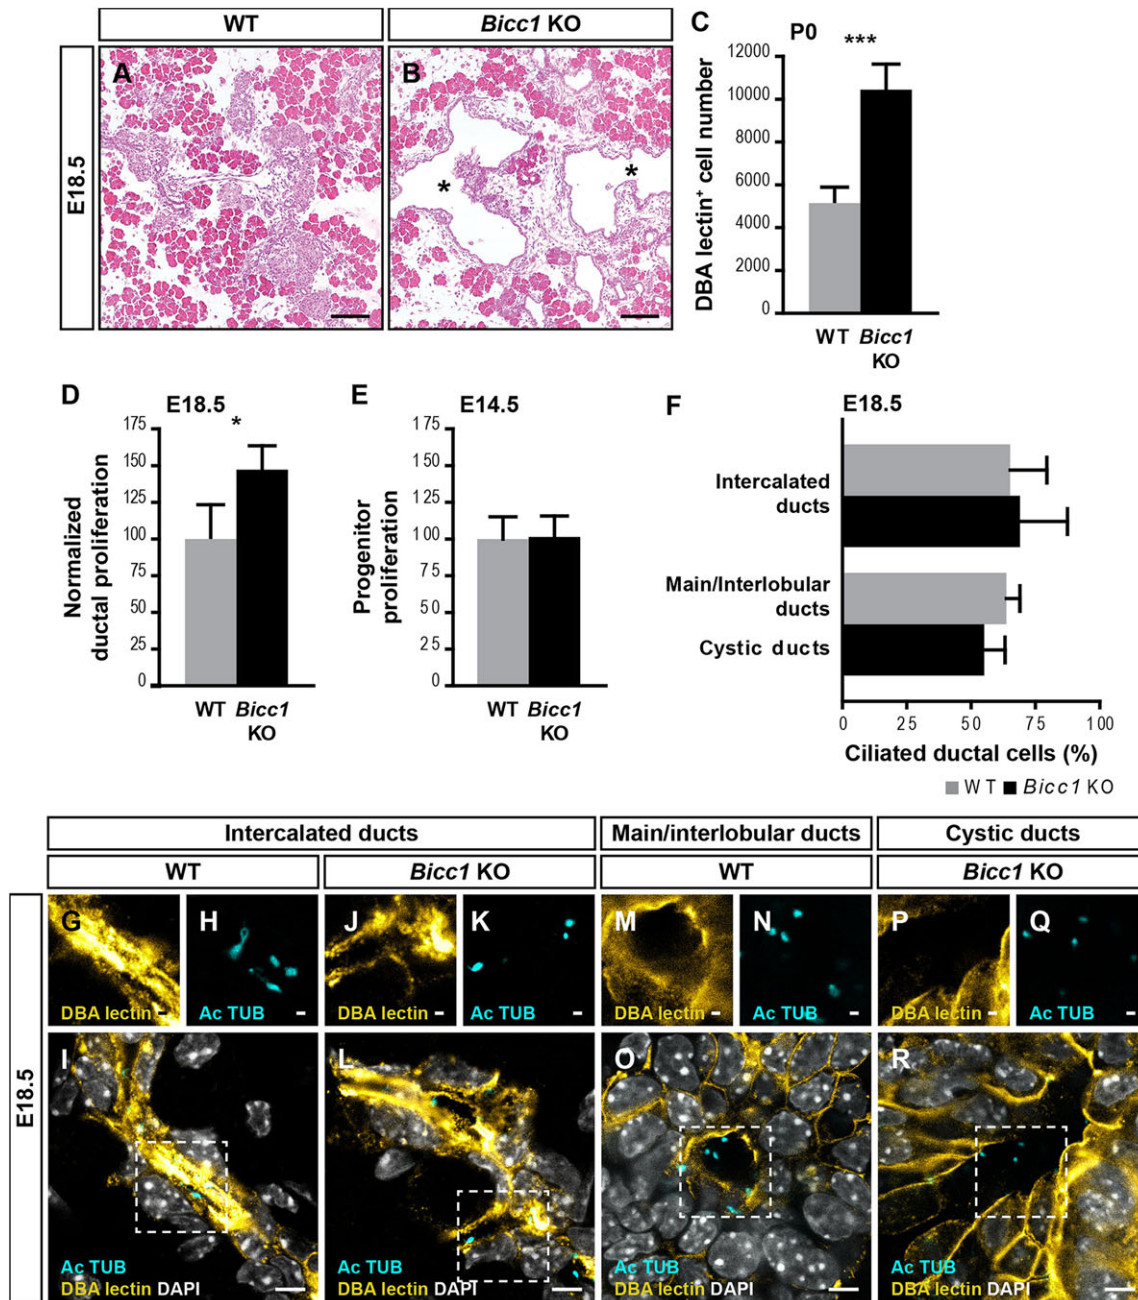 WT
Bicc1 KO
E18.5
A
B
*
*
C
P0
***
DBA lectin+ cell number
12000
10000
8000
6000
4000
2000
0
WT Bicc1
KO
D
E18.5
*
Normalized
ductal proliferation
175
150
125
100
75
50
25
0
WT Bicc1
KO
E
E14.5
Progenitor
proliferation
175
150
125
100
75
50
25
0
WT Bicc1
KO
F
E18.5
Intercalated
ducts
Main/Interlobular
ducts
Cystic ducts
0 25 50 75 100
Ciliated ductal cells (%)
WT Bicc1 KO
Intercalated ducts
Main/interlobular ducts
Cystic ducts
WT
Bicc1 KO
WT
Bicc1 KO
E18.5
G
DBA lectin
H
Ac TUB
J
DBA lectin
K
Ac TUB
M
DBA lectin
N
Ac TUB
P
DBA lectin
Q
Ac TUB
I
Ac TUB
DBA lectin DAPI
L
Ac TUB
DBA lectin DAPI
O
Ac TUB
DBA lectin DAPI
R
Ac TUB
DBA lectin DAPI